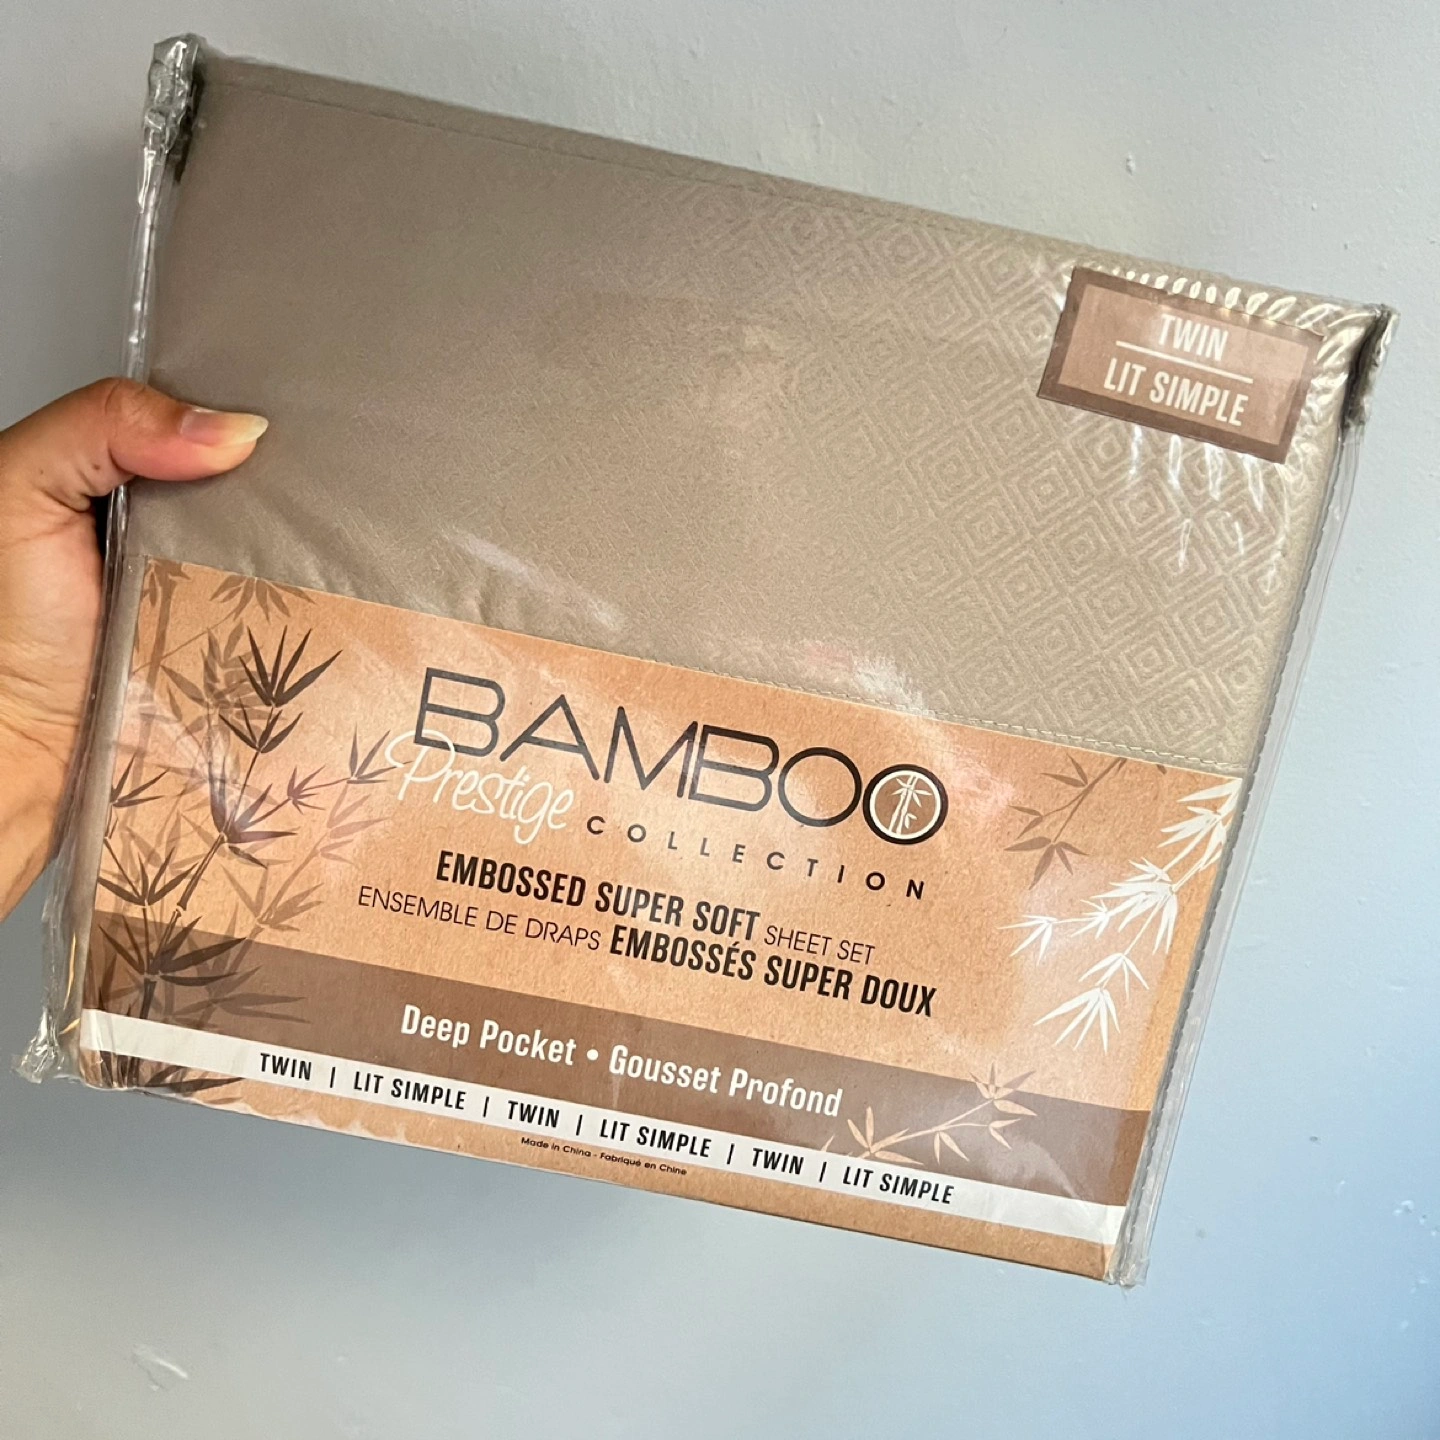 TWIN
LIT SIMPLE
BAMBOO
Prestige COLLECTION
EMBOSSED SUPER SOFT SHEET SET
ENSEMBLE DE DRAPS EMBOSSÉS SUPER DOUX
Deep Pocket • Gousset Profond
TWIN | LIT SIMPLE | TWIN | LIT SIMPLE | TWIN | LIT SIMPLE
Made in China - Fabriqué en Chine